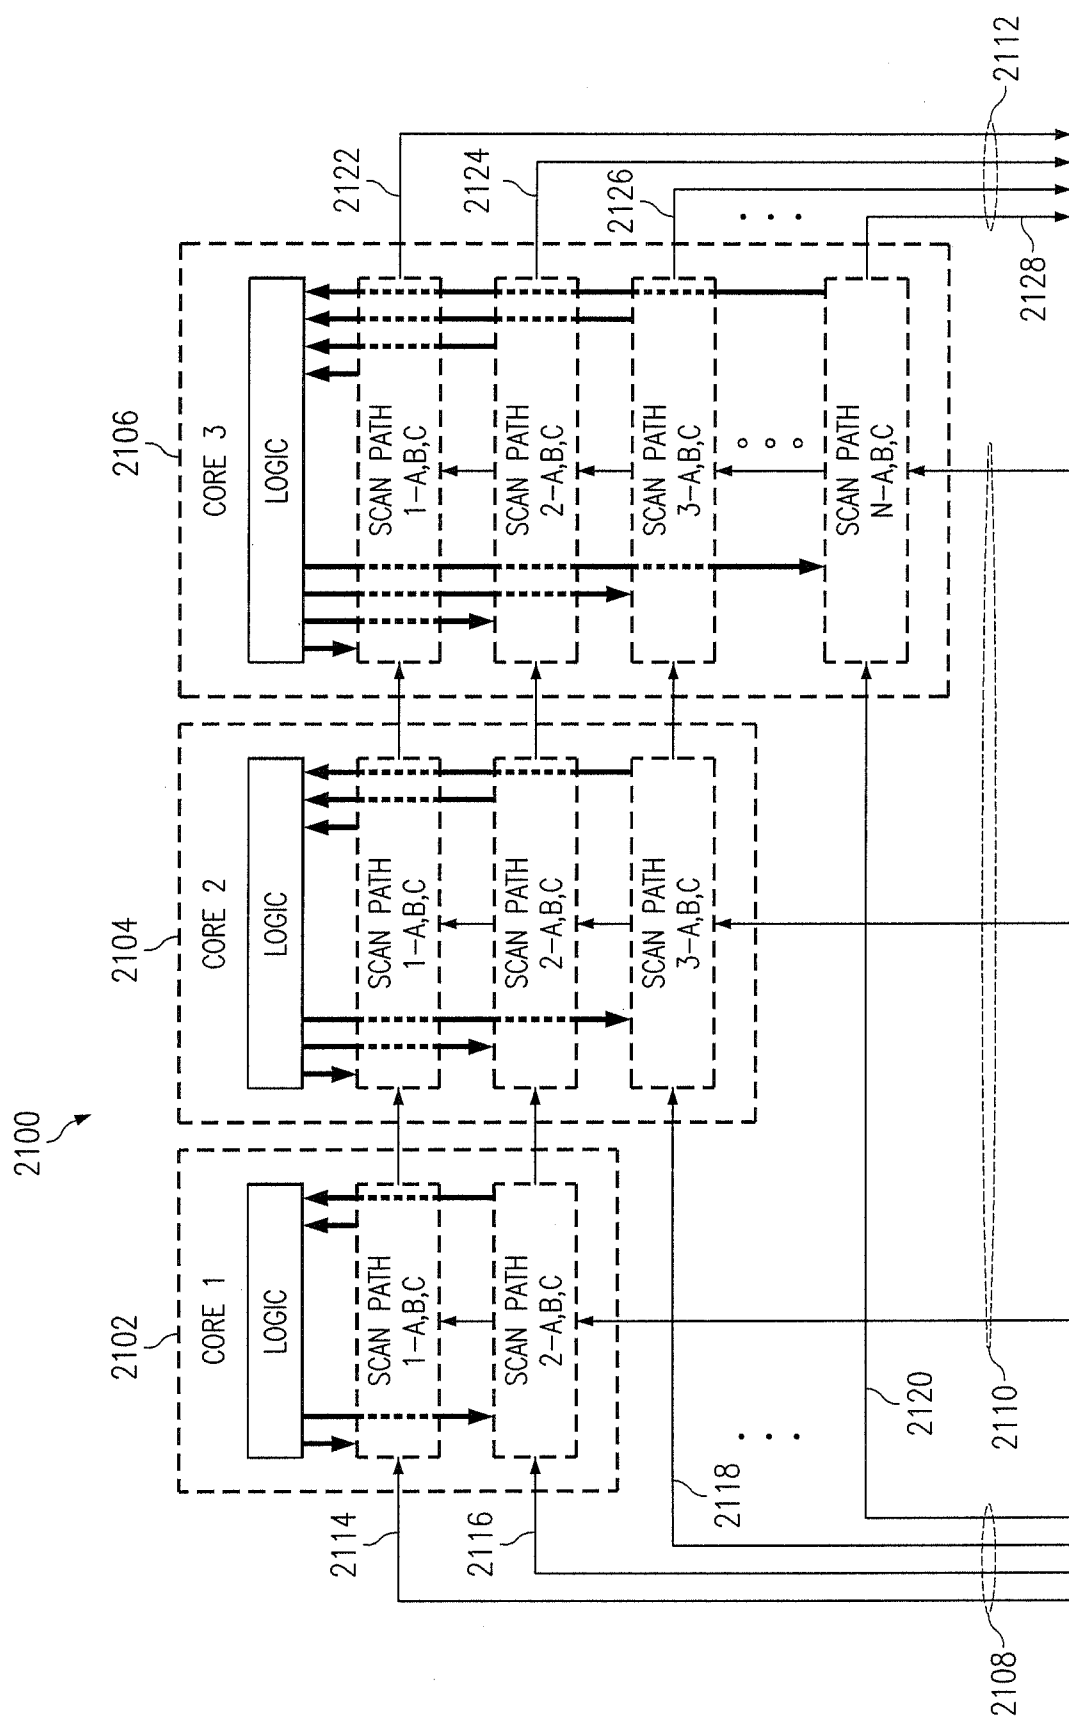 2100
2102
2104
2106
CORE 1
CORE 2
CORE 3
LOGIC
LOGIC
LOGIC
2114
SCAN PATH
1-A,B,C
SCAN PATH
1-A,B,C
SCAN PATH
1-A,B,C
2122
2116
SCAN PATH
2-A,B,C
SCAN PATH
2-A,B,C
SCAN PATH
2-A,B,C
2124
2118
SCAN PATH
3-A,B,C
SCAN PATH
3-A,B,C
2126
2120
SCAN PATH
N-A,B,C
2108
2110
2128
2112